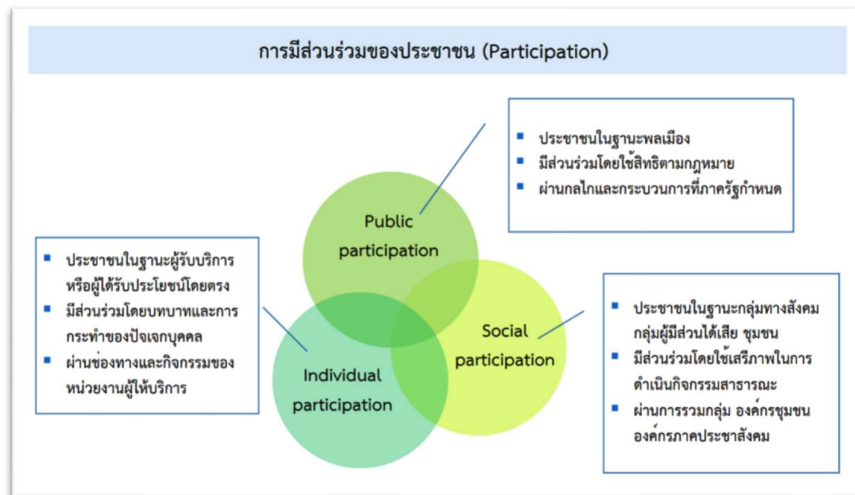 การมีส่วนร่วมของประชาชน (Participation)
▪ ประชาชนในฐานะพลเมือง
▪ มีส่วนร่วมโดยใช้สิทธิตามกฎหมาย
▪ ผ่านกลไกและกระบวนการที่ภาครัฐกำหนด
Public
participation
▪ ประชาชนในฐานะผู้รับบริการ
หรือผู้ได้รับประโยชน์โดยตรง
▪ มีส่วนร่วมโดยบทบาทและการ
กระทำของปัจเจกบุคคล
▪ ผ่านช่องทางและกิจกรรมของ
หน่วยงานผู้ให้บริการ
Individual
participation
Social
participation
▪ ประชาชนในฐานะกลุ่มทางสังคม
กลุ่มผู้มีส่วนได้เสีย ชุมชน
▪ มีส่วนร่วมโดยใช้เสรีภาพในการ
ดำเนินกิจกรรมสาธารณะ
▪ ผ่านการรวมกลุ่ม องค์กรชุมชน
องค์กรภาคประชาสังคม